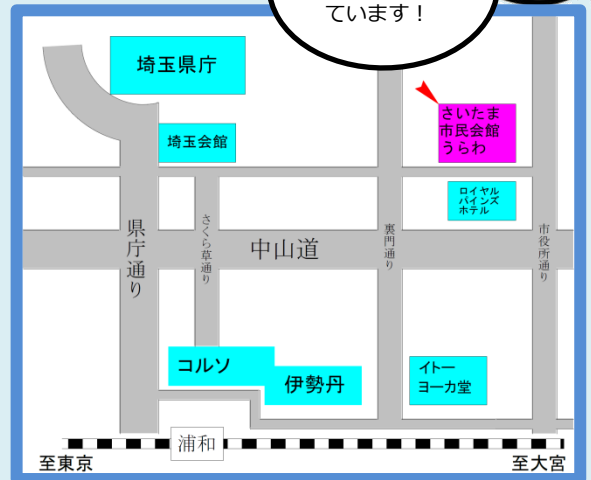 ています！
埼玉県庁
さいたま
市民会館
うらわ
埼玉会館
ロイヤル
パインズ
ホテル
県庁通り
さくら草通り
中山道
裏門通り
市役所通り
コルソ
伊勢丹
イトー
ヨーカ堂
浦和
至東京
至大宮